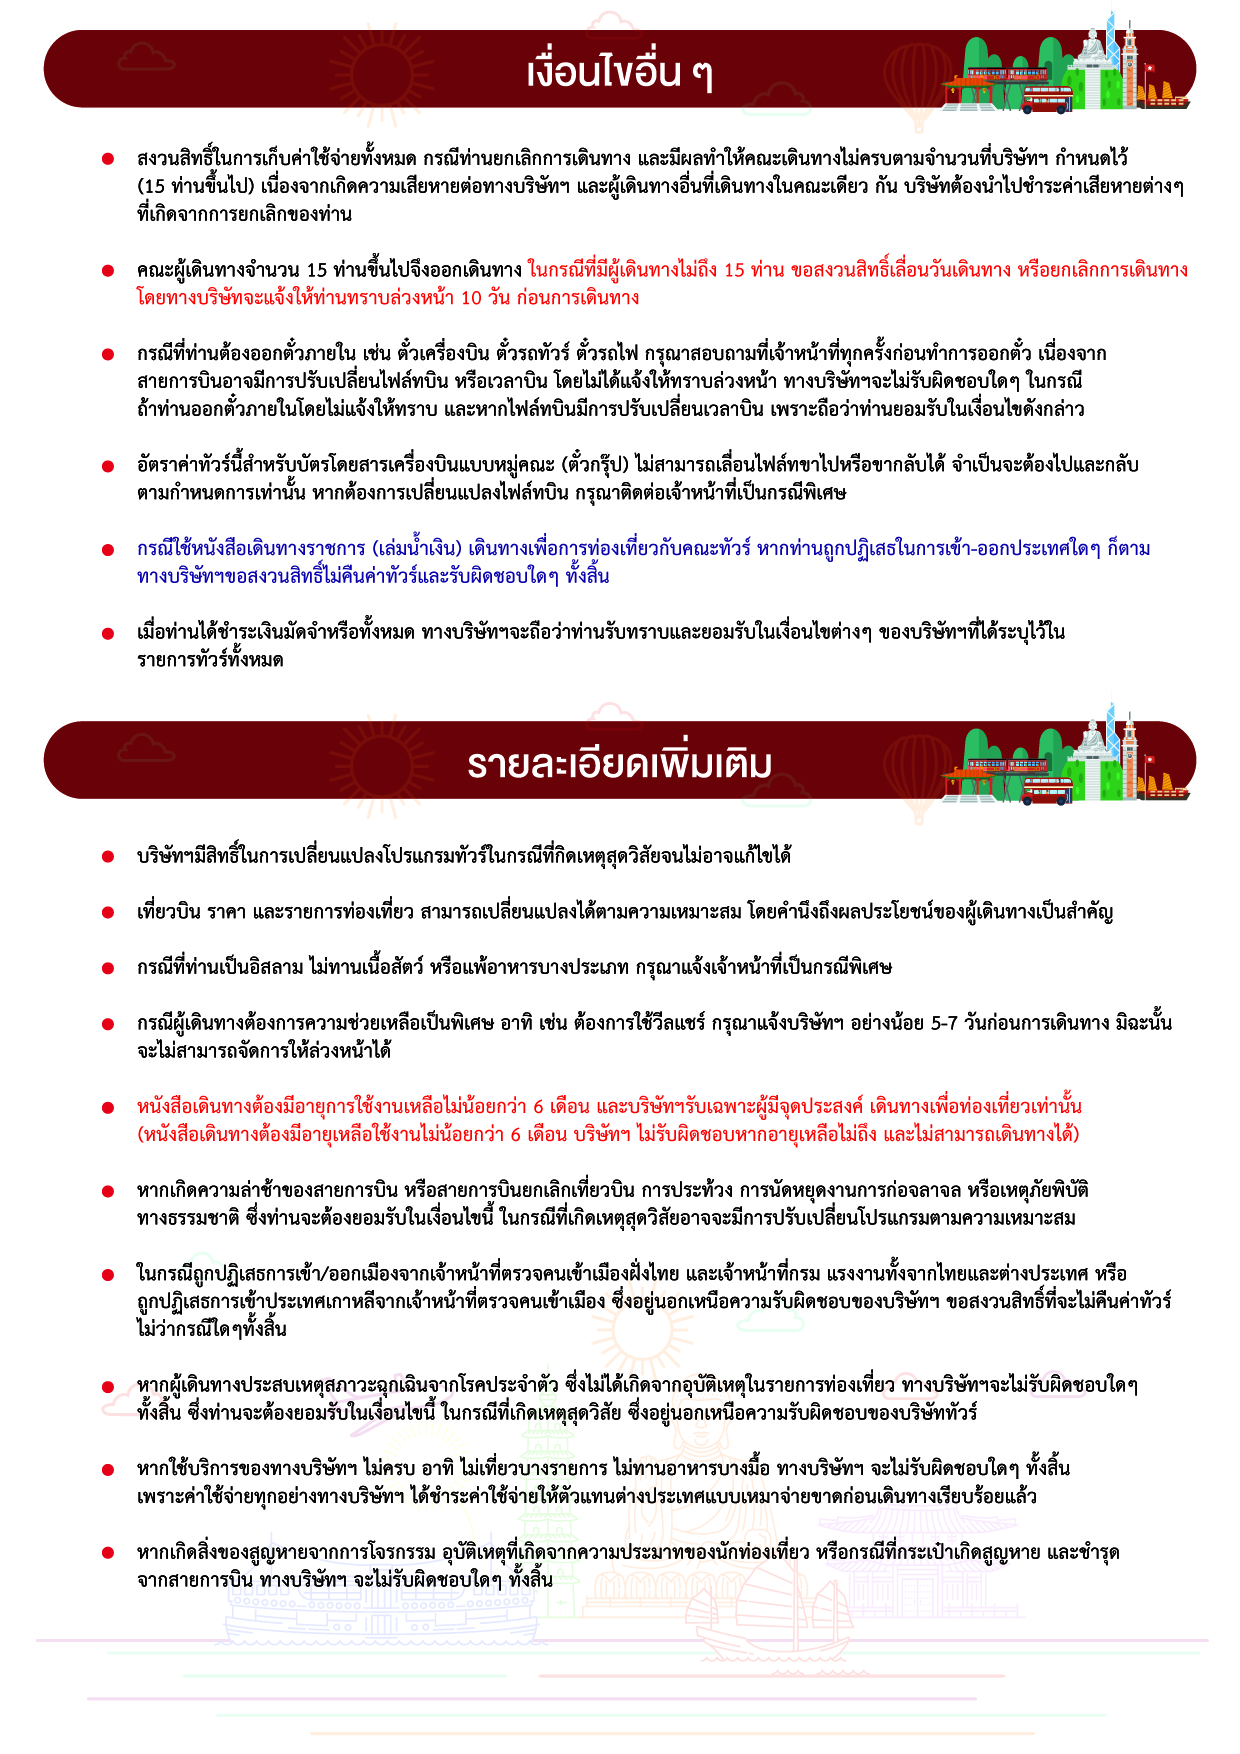 เงื่อนไขอื่น ๆ
สงวนสิทธิ์ในการเก็บค่าใช้จ่ายทั้งหมด กรณีท่านยกเลิกการเดินทาง และมีผลทำให้คณะเดินทางไม่ครบตามจำนวนที่บริษัทฯ กำหนดไว้
(15 ท่านขึ้นไป) เนื่องจากเกิดความเสียหายต่อทางบริษัทฯ และผู้เดินทางอื่นที่เดินทางในคณะเดียว กัน บริษัทต้องนำไปชำระค่าเสียหายต่างๆ
ที่เกิดจากการยกเลิกของท่าน
คณะผู้เดินทางจำนวน 15 ท่านขึ้นไปจึงออกเดินทาง ในกรณีที่มีผู้เดินทางไม่ถึง 15 ท่าน ขอสงวนสิทธิ์เลื่อนวันเดินทาง หรือยกเลิกการเดินทาง
โดยทางบริษัทจะแจ้งให้ท่านทราบล่วงหน้า 10 วัน ก่อนการเดินทาง
กรณีที่ท่านต้องออกตั๋วภายใน เช่น ตั๋วเครื่องบิน ตั๋วรถทัวร์ ตั๋วรถไฟ กรุณาสอบถามที่เจ้าหน้าที่ทุกครั้งก่อนทำการออกตั๋ว เนื่องจาก
สายการบินอาจมีการปรับเปลี่ยนไฟล์ทบิน หรือเวลาบิน โดยไม่ได้แจ้งให้ทราบล่วงหน้า ทางบริษัทฯจะไม่รับผิดชอบใดๆ ในกรณี
ถ้าท่านออกตั๋วภายในโดยไม่แจ้งให้ทราบ และหากไฟล์ทบินมีการปรับเปลี่ยนเวลาบิน เพราะถือว่าท่านยอมรับในเงื่อนไขดังกล่าว
อัตราค่าทัวร์นี้สำหรับบัตรโดยสารเครื่องบินแบบหมู่คณะ (ตั๋วกรุ๊ป) ไม่สามารถเลื่อนไฟล์ทขาไปหรือขากลับได้ จำเป็นจะต้องไปและกลับ
ตามกำหนดการเท่านั้น หากต้องการเปลี่ยนแปลงไฟล์ทบิน กรุณาติดต่อเจ้าหน้าที่เป็นกรณีพิเศษ
กรณีใช้หนังสือเดินทางราชการ (เล่มน้ำเงิน) เดินทางเพื่อการท่องเที่ยวกับคณะทัวร์ หากท่านถูกปฏิเสธในการเข้า-ออกประเทศใดๆ ก็ตาม
ทางบริษัทฯขอสงวนสิทธิ์ไม่คืนค่าทัวร์และรับผิดชอบใดๆ ทั้งสิ้น
เมื่อท่านได้ชำระเงินมัดจำหรือทั้งหมด ทางบริษัทฯจะถือว่าท่านรับทราบและยอมรับในเงื่อนไขต่างๆ ของบริษัทฯที่ได้ระบุไว้ใน
รายการทัวร์ทั้งหมด
รายละเอียดเพิ่มเติม
บริษัทฯมีสิทธิ์ในการเปลี่ยนแปลงโปรแกรมทัวร์ในกรณีที่กิดเหตุสุดวิสัยจนไม่อาจแก้ไขได้
เที่ยวบิน ราคา และรายการท่องเที่ยว สามารถเปลี่ยนแปลงได้ตามความเหมาะสม โดยคำนึงถึงผลประโยชน์ของผู้เดินทางเป็นสำคัญ
กรณีที่ท่านเป็นอิสลาม ไม่ทานเนื้อสัตว์ หรือแพ้อาหารบางประเภท กรุณาแจ้งเจ้าหน้าที่เป็นกรณีพิเศษ
กรณีผู้เดินทางต้องการความช่วยเหลือเป็นพิเศษ อาทิ เช่น ต้องการใช้วีลแชร์ กรุณาแจ้งบริษัทฯ อย่างน้อย 5-7 วันก่อนการเดินทาง มิฉะนั้น
จะไม่สามารถจัดการให้ล่วงหน้าได้
หนังสือเดินทางต้องมีอายุการใช้งานเหลือไม่น้อยกว่า 6 เดือน และบริษัทฯรับเฉพาะผู้มีจุดประสงค์ เดินทางเพื่อท่องเที่ยวเท่านั้น
(หนังสือเดินทางต้องมีอายุเหลือใช้งานไม่น้อยกว่า 6 เดือน บริษัทฯ ไม่รับผิดชอบหากอายุเหลือไม่ถึง และไม่สามารถเดินทางได้)
หากเกิดความล่าช้าของสายการบิน หรือสายการบินยกเลิกเที่ยวบิน การประท้วง การนัดหยุดงานการก่อจลาจล หรือเหตุภัยพิบัติ
ทางธรรมชาติ ซึ่งท่านจะต้องยอมรับในเงื่อนไขนี้ ในกรณีที่เกิดเหตุสุดวิสัยอาจจะมีการปรับเปลี่ยนโปรแกรมตามความเหมาะสม
ในกรณีถูกปฏิเสธการเข้า/ออกเมืองจากเจ้าหน้าที่ตรวจคนเข้าเมืองฝั่งไทย และเจ้าหน้าที่กรม แรงงานทั้งจากไทยและต่างประเทศ หรือ
ถูกปฏิเสธการเข้าประเทศเกาหลีจากเจ้าหน้าที่ตรวจคนเข้าเมือง ซึ่งอยู่นอกเหนือความรับผิดชอบของบริษัทฯ ขอสงวนสิทธิ์ที่จะไม่คืนค่าทัวร์
ไม่ว่ากรณีใดๆทั้งสิ้น
หากผู้เดินทางประสบเหตุสภาวะฉุกเฉินจากโรคประจำตัว ซึ่งไม่ได้เกิดจากอุบัติเหตุในรายการท่องเที่ยว ทางบริษัทฯจะไม่รับผิดชอบใดๆ
ทั้งสิ้น ซึ่งท่านจะต้องยอมรับในเงื่อนไขนี้ ในกรณีที่เกิดเหตุสุดวิสัย ซึ่งอยู่นอกเหนือความรับผิดชอบของบริษัททัวร์
หากใช้บริการของทางบริษัทฯ ไม่ครบ อาทิ ไม่เที่ยวบางรายการ ไม่ทานอาหารบางมื้อ ทางบริษัทฯ จะไม่รับผิดชอบใดๆ ทั้งสิ้น
เพราะค่าใช้จ่ายทุกอย่างทางบริษัทฯ ได้ชำระค่าใช้จ่ายให้ตัวแทนต่างประเทศแบบเหมาจ่ายขาดก่อนเดินทางเรียบร้อยแล้ว
หากเกิดสิ่งของสูญหายจากการโจรกรรม อุบัติเหตุที่เกิดจากความประมาทของนักท่องเที่ยว หรือกรณีที่กระเป๋าเกิดสูญหาย และชำรุด
จากสายการบิน ทางบริษัทฯ จะไม่รับผิดชอบใดๆ ทั้งสิ้น